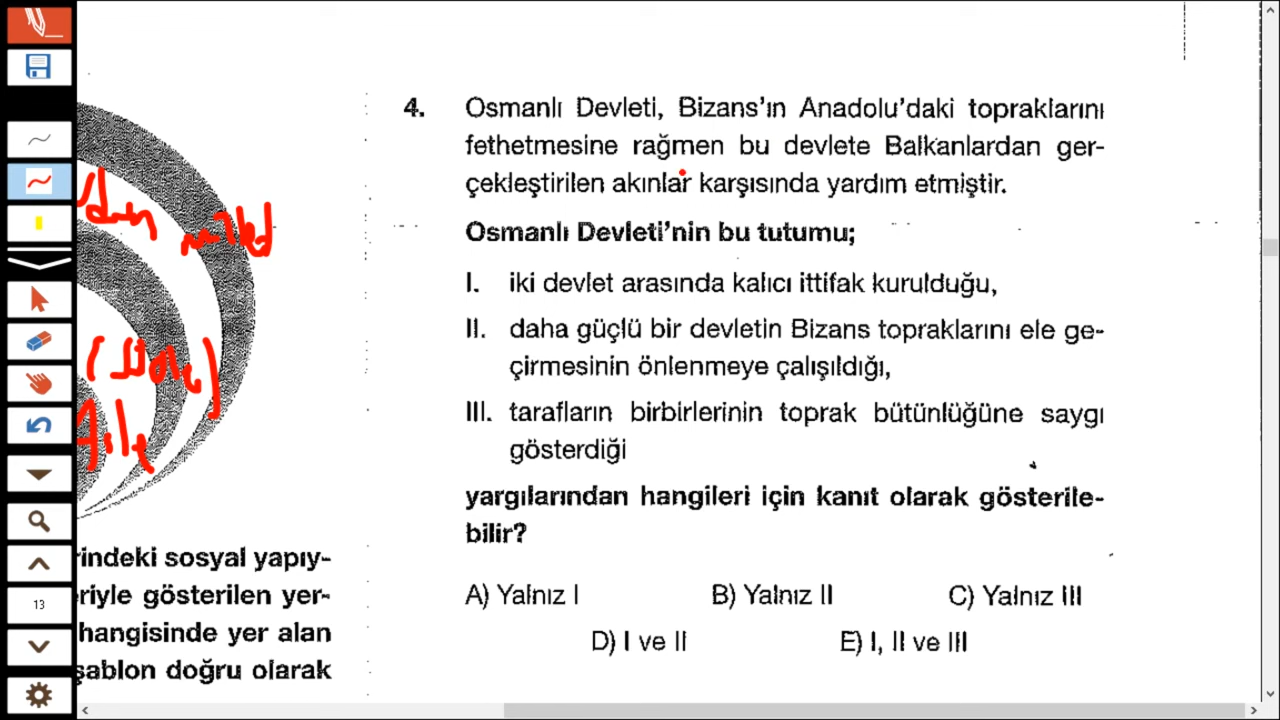 4. Osmanlı Devleti, Bizans'ın Anadolu'daki topraklarını
fethetmesine rağmen bu devlete Balkanlardan ger-
çekleştirilen akınlar karşısında yardım etmiştir.
Osmanlı Devleti'nin bu tutumu;
I. iki devlet arasında kalıcı ittifak kurulduğu,
II. daha güçlü bir devletin Bizans topraklarını ele ge-
çirmesinin önlenmeye çalışıldığı,
III. tarafların birbirlerinin toprak bütünlüğüne saygı
gösterdiği
yargılarından hangileri için kanıt olarak gösterile-
bilir?
A) Yalnız I B) Yalnız II C) Yalnız III
D) I ve II E) I, II ve III
rindeki sosyal yapıy-
riyle gösterilen yer-
hangisinde yer alan
şablon doğru olarak
13